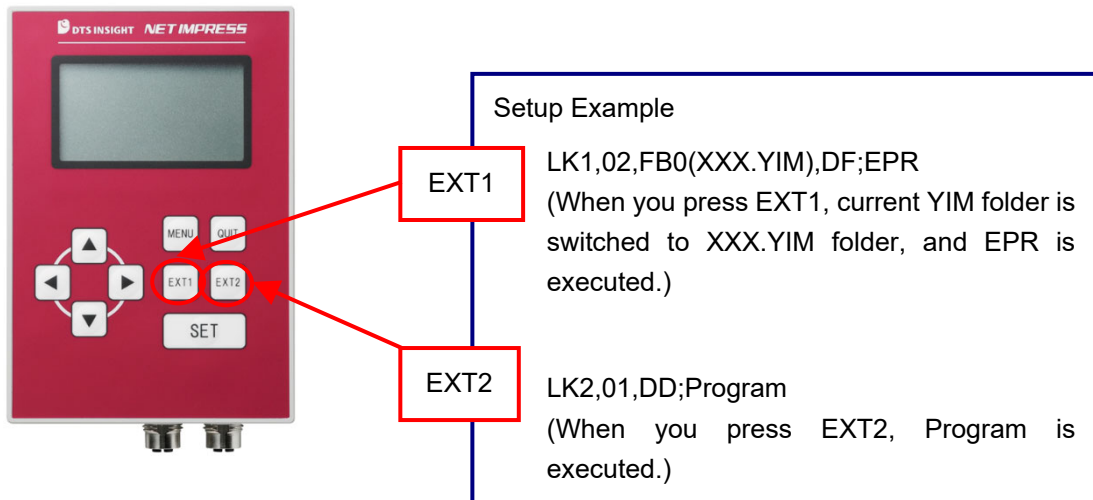 DTS INSIGHT NET IMPRESS
Setup Example
EXT1
LK1,02,FB0(XXX.YIM),DF;EPR
(When you press EXT1, current YIM folder is
switched to XXX.YIM folder, and EPR is
executed.)
MENU QUIT
EXT1 EXT2
SET
EXT2
LK2,01,DD;Program
(When you press EXT2, Program is
executed.)